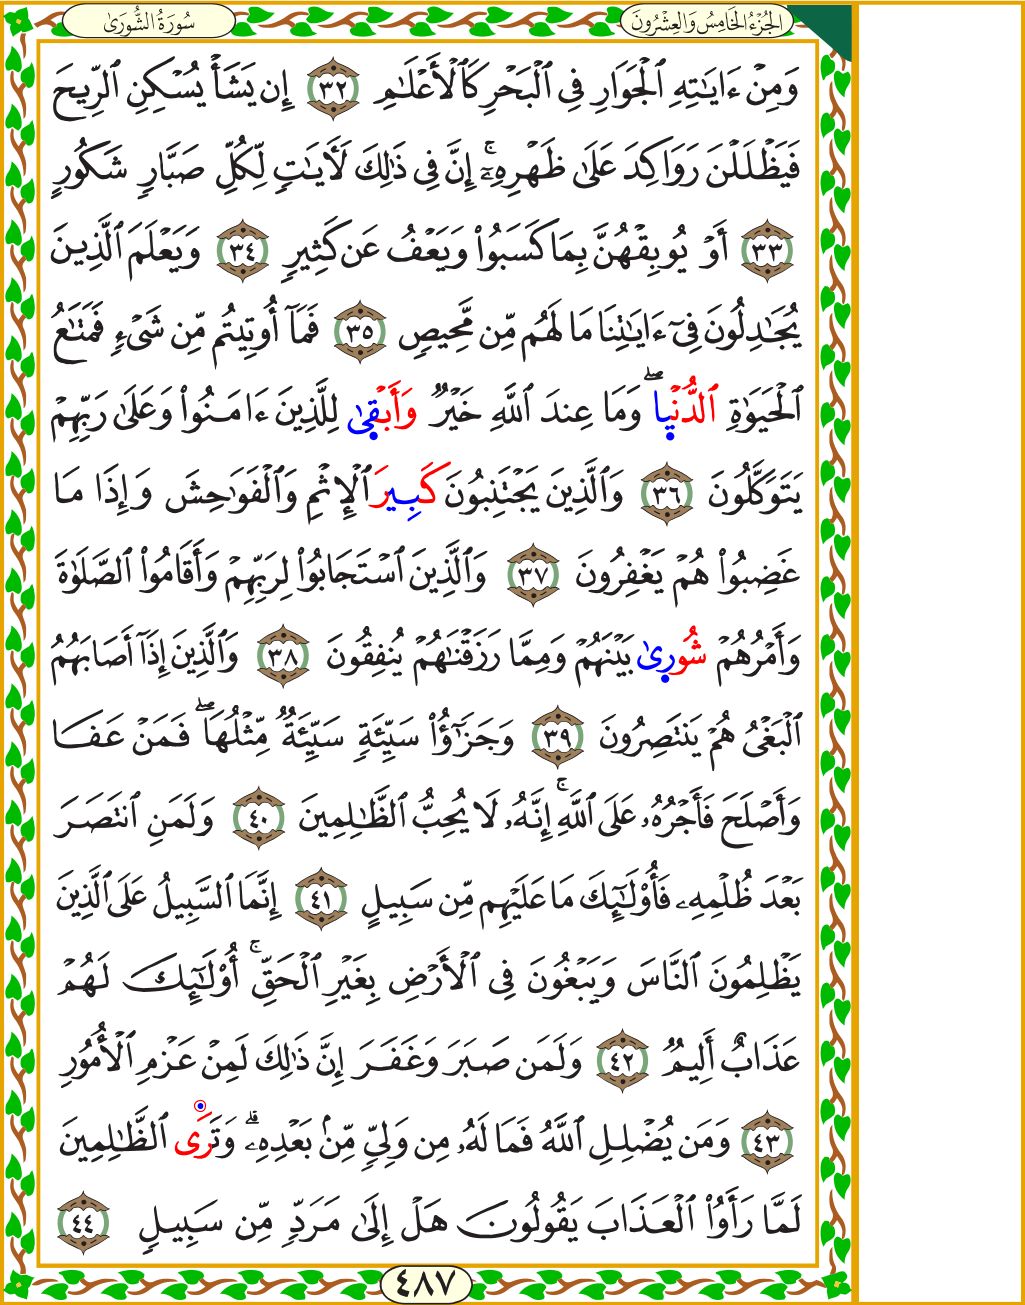 الجُزْءُ الخَامِسُ وَالعِشْرُونَ
سُورَةُ الشُّورَىٰ
وَمِنْ ءَايَٰتِهِ ٱلْجَوَارِ فِى ٱلْبَحْرِ كَٱلْأَعْلَٰمِ ٣٢ إِن يَشَأْ يُسْكِنِ ٱلرِّيحَ
فَيَظْلَلْنَ رَوَاكِدَ عَلَىٰ ظَهْرِهِۦٓۚ إِنَّ فِى ذَٰلِكَ لَءَايَٰتٍ لِّكُلِّ صَبَّارٍ شَكُورٍ
٣٣ أَوْ يُوبِقْهُنَّ بِمَا كَسَبُوا۟ وَيَعْفُ عَن كَثِيرٍ ٣٤ وَيَعْلَمَ ٱلَّذِينَ
يُجَٰدِلُونَ فِىٓ ءَايَٰتِنَا مَا لَهُم مِّن مَّحِيصٍ ٣٥ فَمَآ أُوتِيتُم مِّن شَىْءٍ فَمَتَٰعُ
ٱلْحَيَوٰةِ ٱلدُّنْيٜاۖ وَمَا عِندَ ٱللَّهِ خَيْرٌ وَأَبْقٜىٰ لِلَّذِينَ ءَامَنُوا۟ وَعَلَىٰ رَبِّهِمْ
يَتَوَكَّلُونَ ٣٦ وَٱلَّذِينَ يَجْتَنِبُونَ كَبِيرَ ٱلْإِثْمِ وَٱلْفَوَٰحِشَ وَإِذَا مَا
غَضِبُوا۟ هُمْ يَغْفِرُونَ ٣٧ وَٱلَّذِينَ ٱسْتَجَابُوا۟ لِرَبِّهِمْ وَأَقَامُوا۟ ٱلصَّلَوٰةَ
وَأَمْرُهُمْ شُورٜىٰ بَيْنَهُمْ وَمِمَّا رَزَقْنَٰهُمْ يُنفِقُونَ ٣٨ وَٱلَّذِينَ إِذَآ أَصَابَهُمُ
ٱلْبَغْىُ هُمْ يَنتَصِرُونَ ٣٩ وَجَزَٰٓؤُا۟ سَيِّئَةٍ سَيِّئَةٌ مِّثْلُهَاۖ فَمَنْ عَفَا
وَأَصْلَحَ فَأَجْرُهُۥ عَلَى ٱللَّهِۚ إِنَّهُۥ لَا يُحِبُّ ٱلظَّٰلِمِينَ ٤٠ وَلَمَنِ ٱنتَصَرَ
بَعْدَ ظُلْمِهِۦ فَأُو۟لَٰٓئِكَ مَا عَلَيْهِم مِّن سَبِيلٍ ٤١ إِنَّمَا ٱلسَّبِيلُ عَلَى ٱلَّذِينَ
يَظْلِمُونَ ٱلنَّاسَ وَيَبْغُونَ فِى ٱلْأَرْضِ بِغَيْرِ ٱلْحَقِّۚ أُو۟لَٰٓئِكَ لَهُمْ
عَذَابٌ أَلِيمٌ ٤٢ وَلَمَن صَبَرَ وَغَفَرَ إِنَّ ذَٰلِكَ لَمِنْ عَزْمِ ٱلْأُمُورِ
٤٣ وَمَن يُضْلِلِ ٱللَّهُ فَمَا لَهُۥ مِن وَلِىٍّ مِّنۢ بَعْدِهِۦۗ وَتَرَى ٱلظَّٰلِمِينَ
لَمَّا رَأَوُا۟ ٱلْعَذَابَ يَقُولُونَ هَلْ إِلَىٰ مَرَدٍّ مِّن سَبِيلٍ ٤٤
٤٨٧